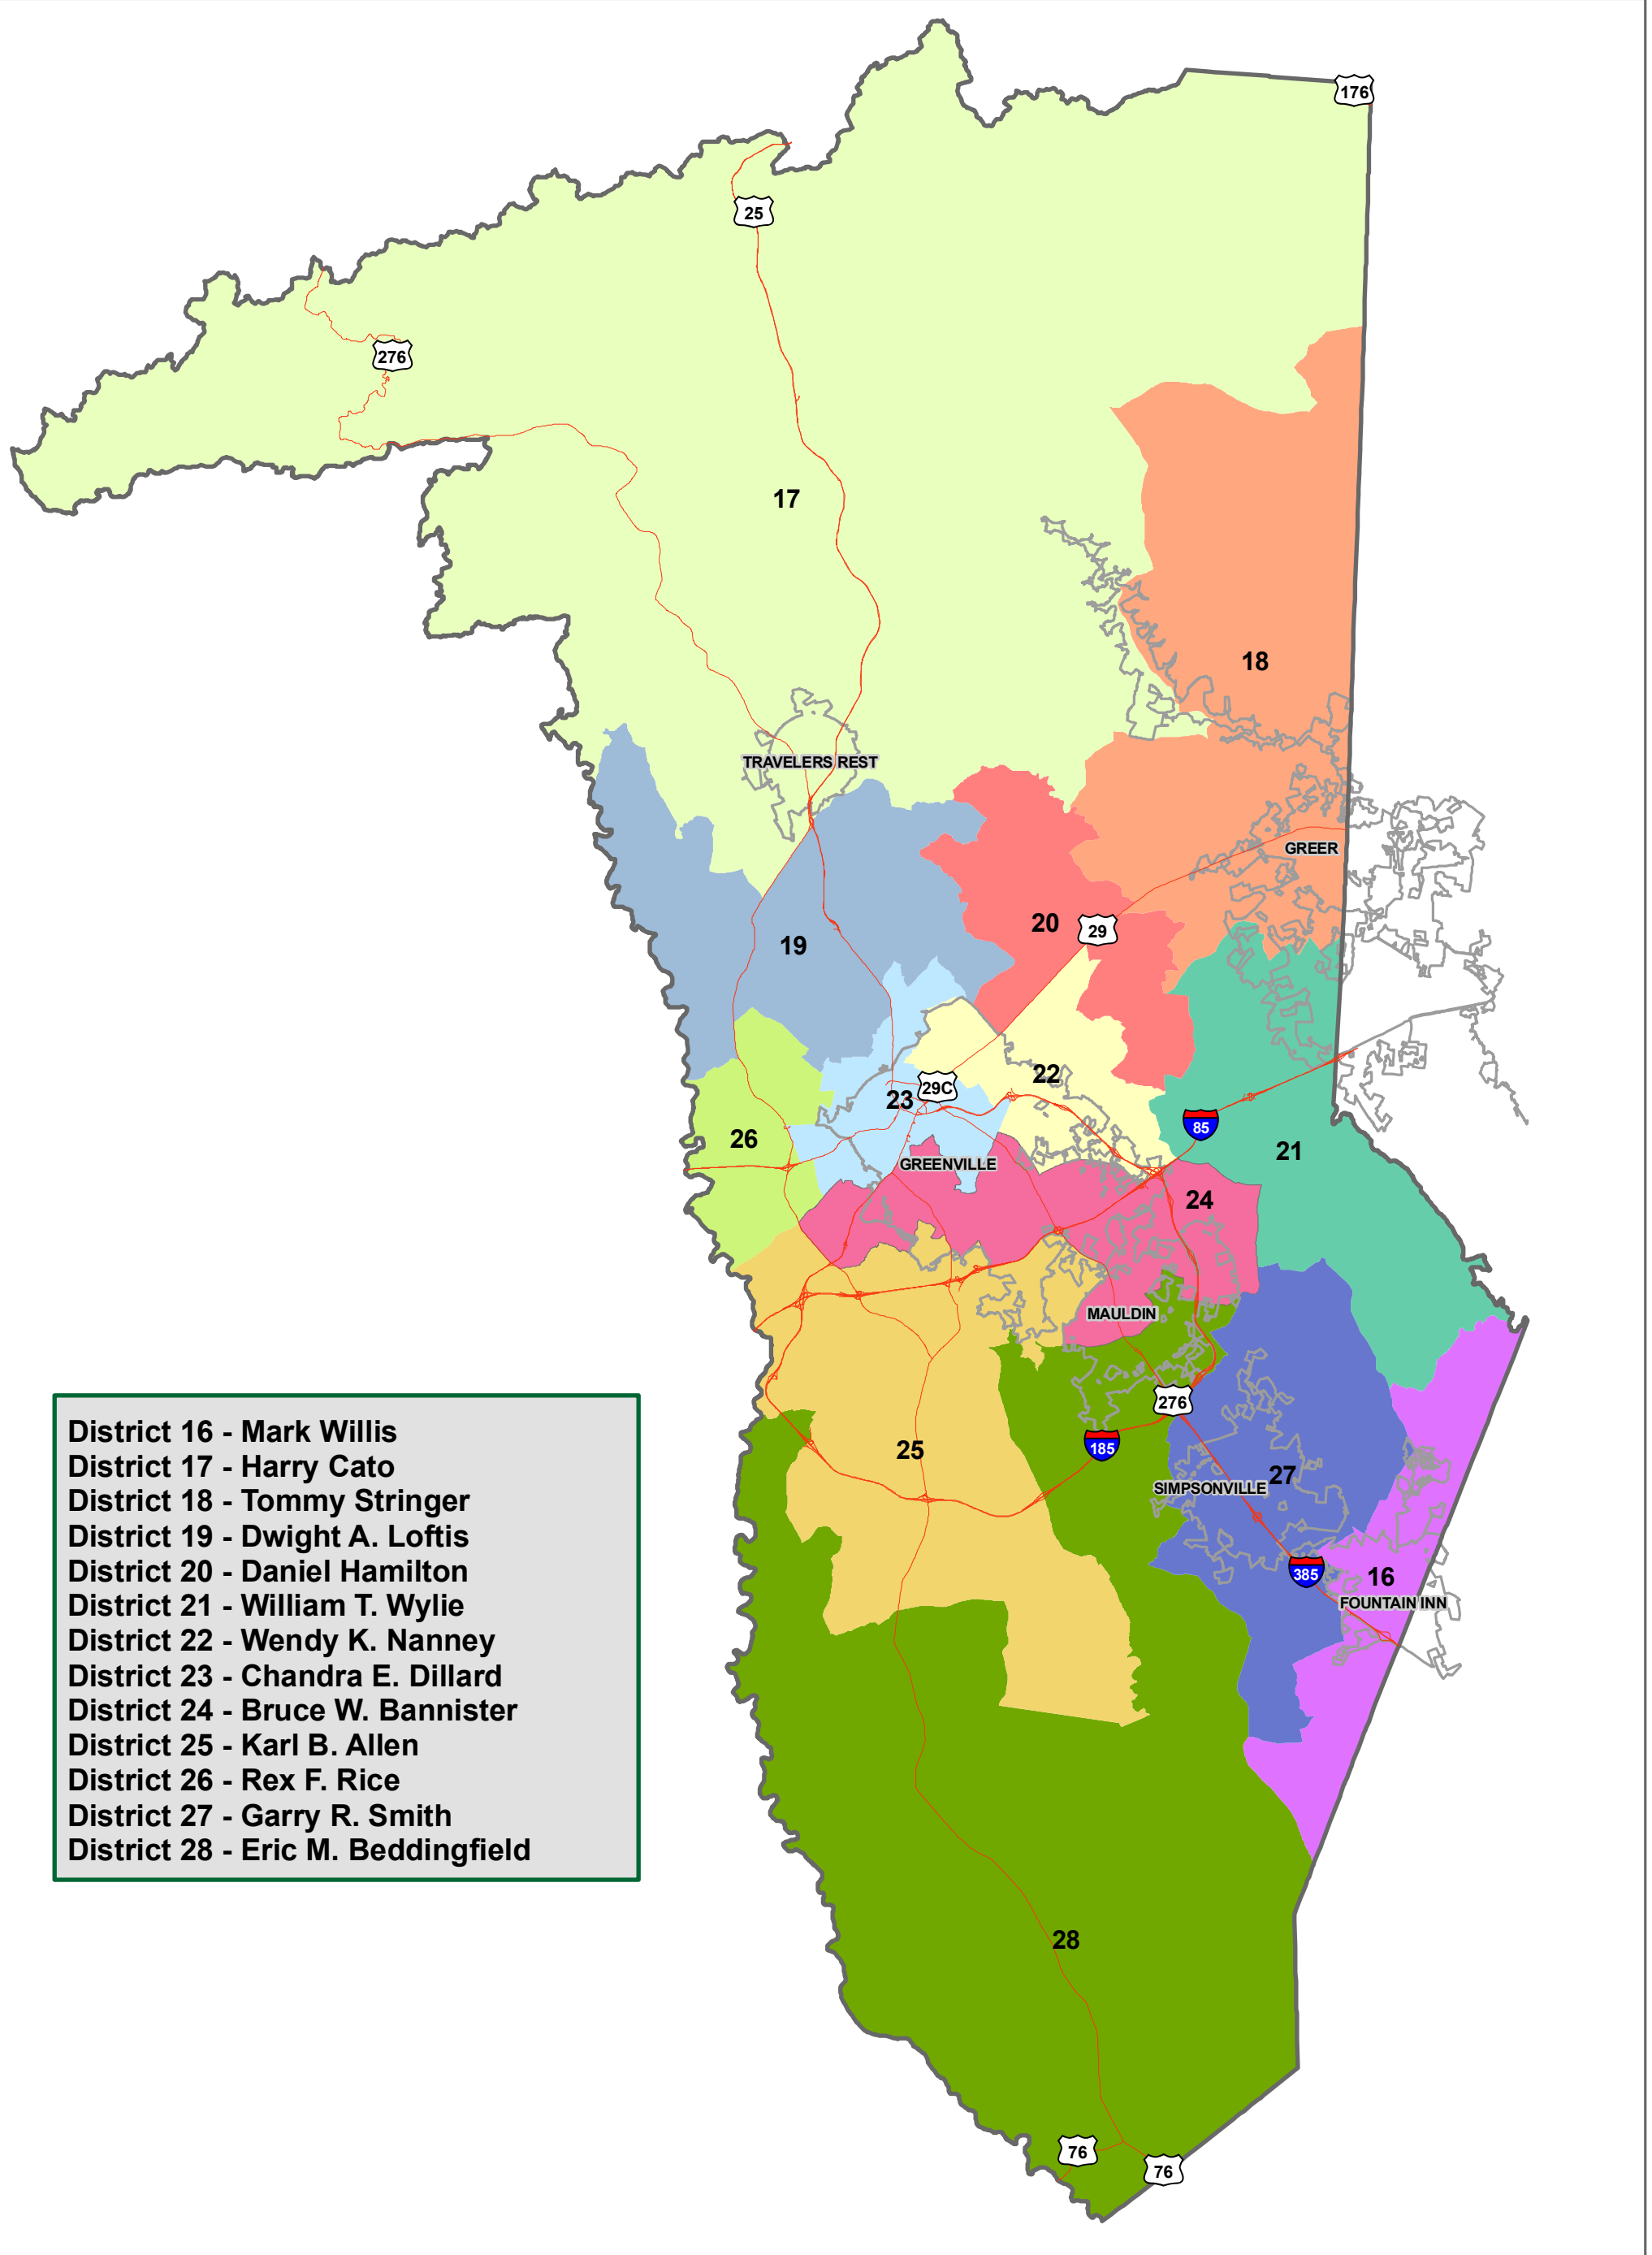 176
25
276
17
18
TRAVELERS REST
GREER
20
29
19
22
29C
23
85
26
21
GREENVILLE
24
MAULDIN
276
185
25
27
SIMPSONVILLE
385
16
FOUNTAIN INN
28
76
76
District 16 - Mark Willis
District 17 - Harry Cato
District 18 - Tommy Stringer
District 19 - Dwight A. Loftis
District 20 - Daniel Hamilton
District 21 - William T. Wylie
District 22 - Wendy K. Nanney
District 23 - Chandra E. Dillard
District 24 - Bruce W. Bannister
District 25 - Karl B. Allen
District 26 - Rex F. Rice
District 27 - Garry R. Smith
District 28 - Eric M. Beddingfield